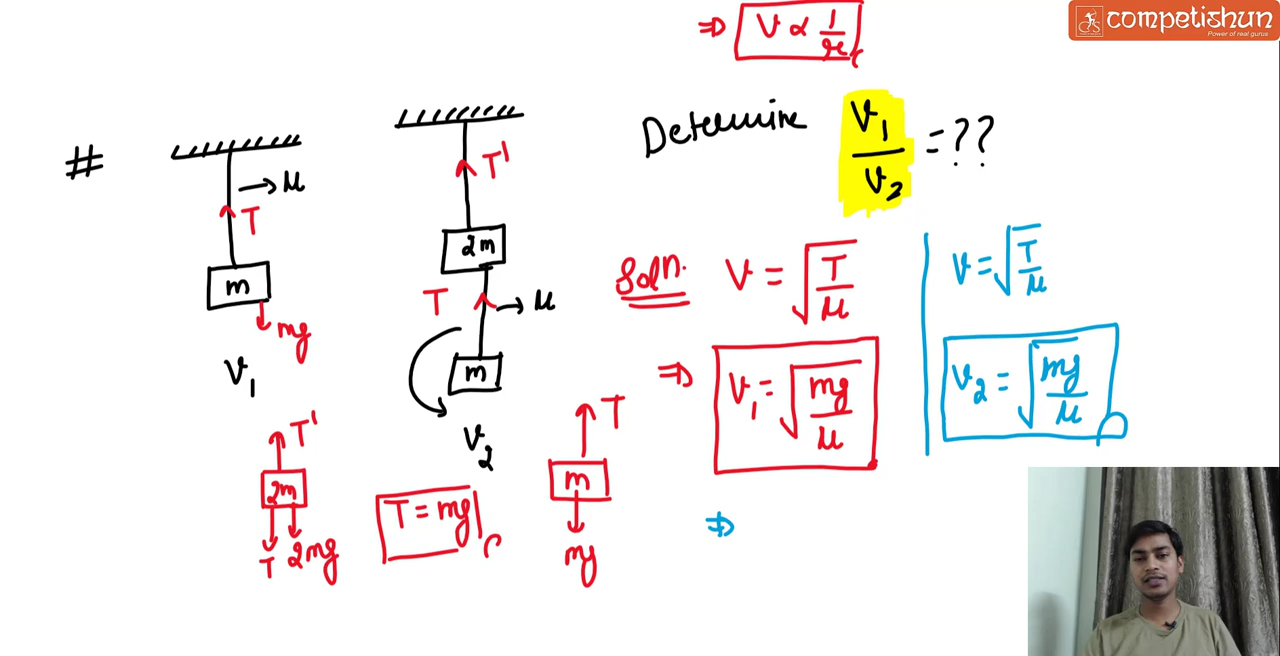 competishun
Power of real gurus
⇒ V ∝ 1/r
Determine V₁/V₂ = ??
#
T'
μ
T
2m
m
T
μ
mg
m
V₁
V₂
Soln. V = √(T/μ)
V = √(T/μ)
⇒ V₁ = √(mg/μ)
V₂ = √(mg/μ)
T'
2m
T 2mg
T = mg
T
m
mg
⇒